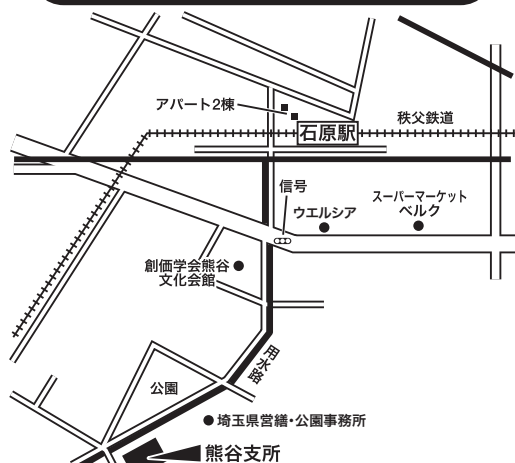 アパート2棟
石原駅
秩父鉄道
信号
ウエルシア
スーパーマーケット
ベルク
創価学会熊谷
文化会館
用水路
公園
埼玉県営繕・公園事務所
熊谷支所